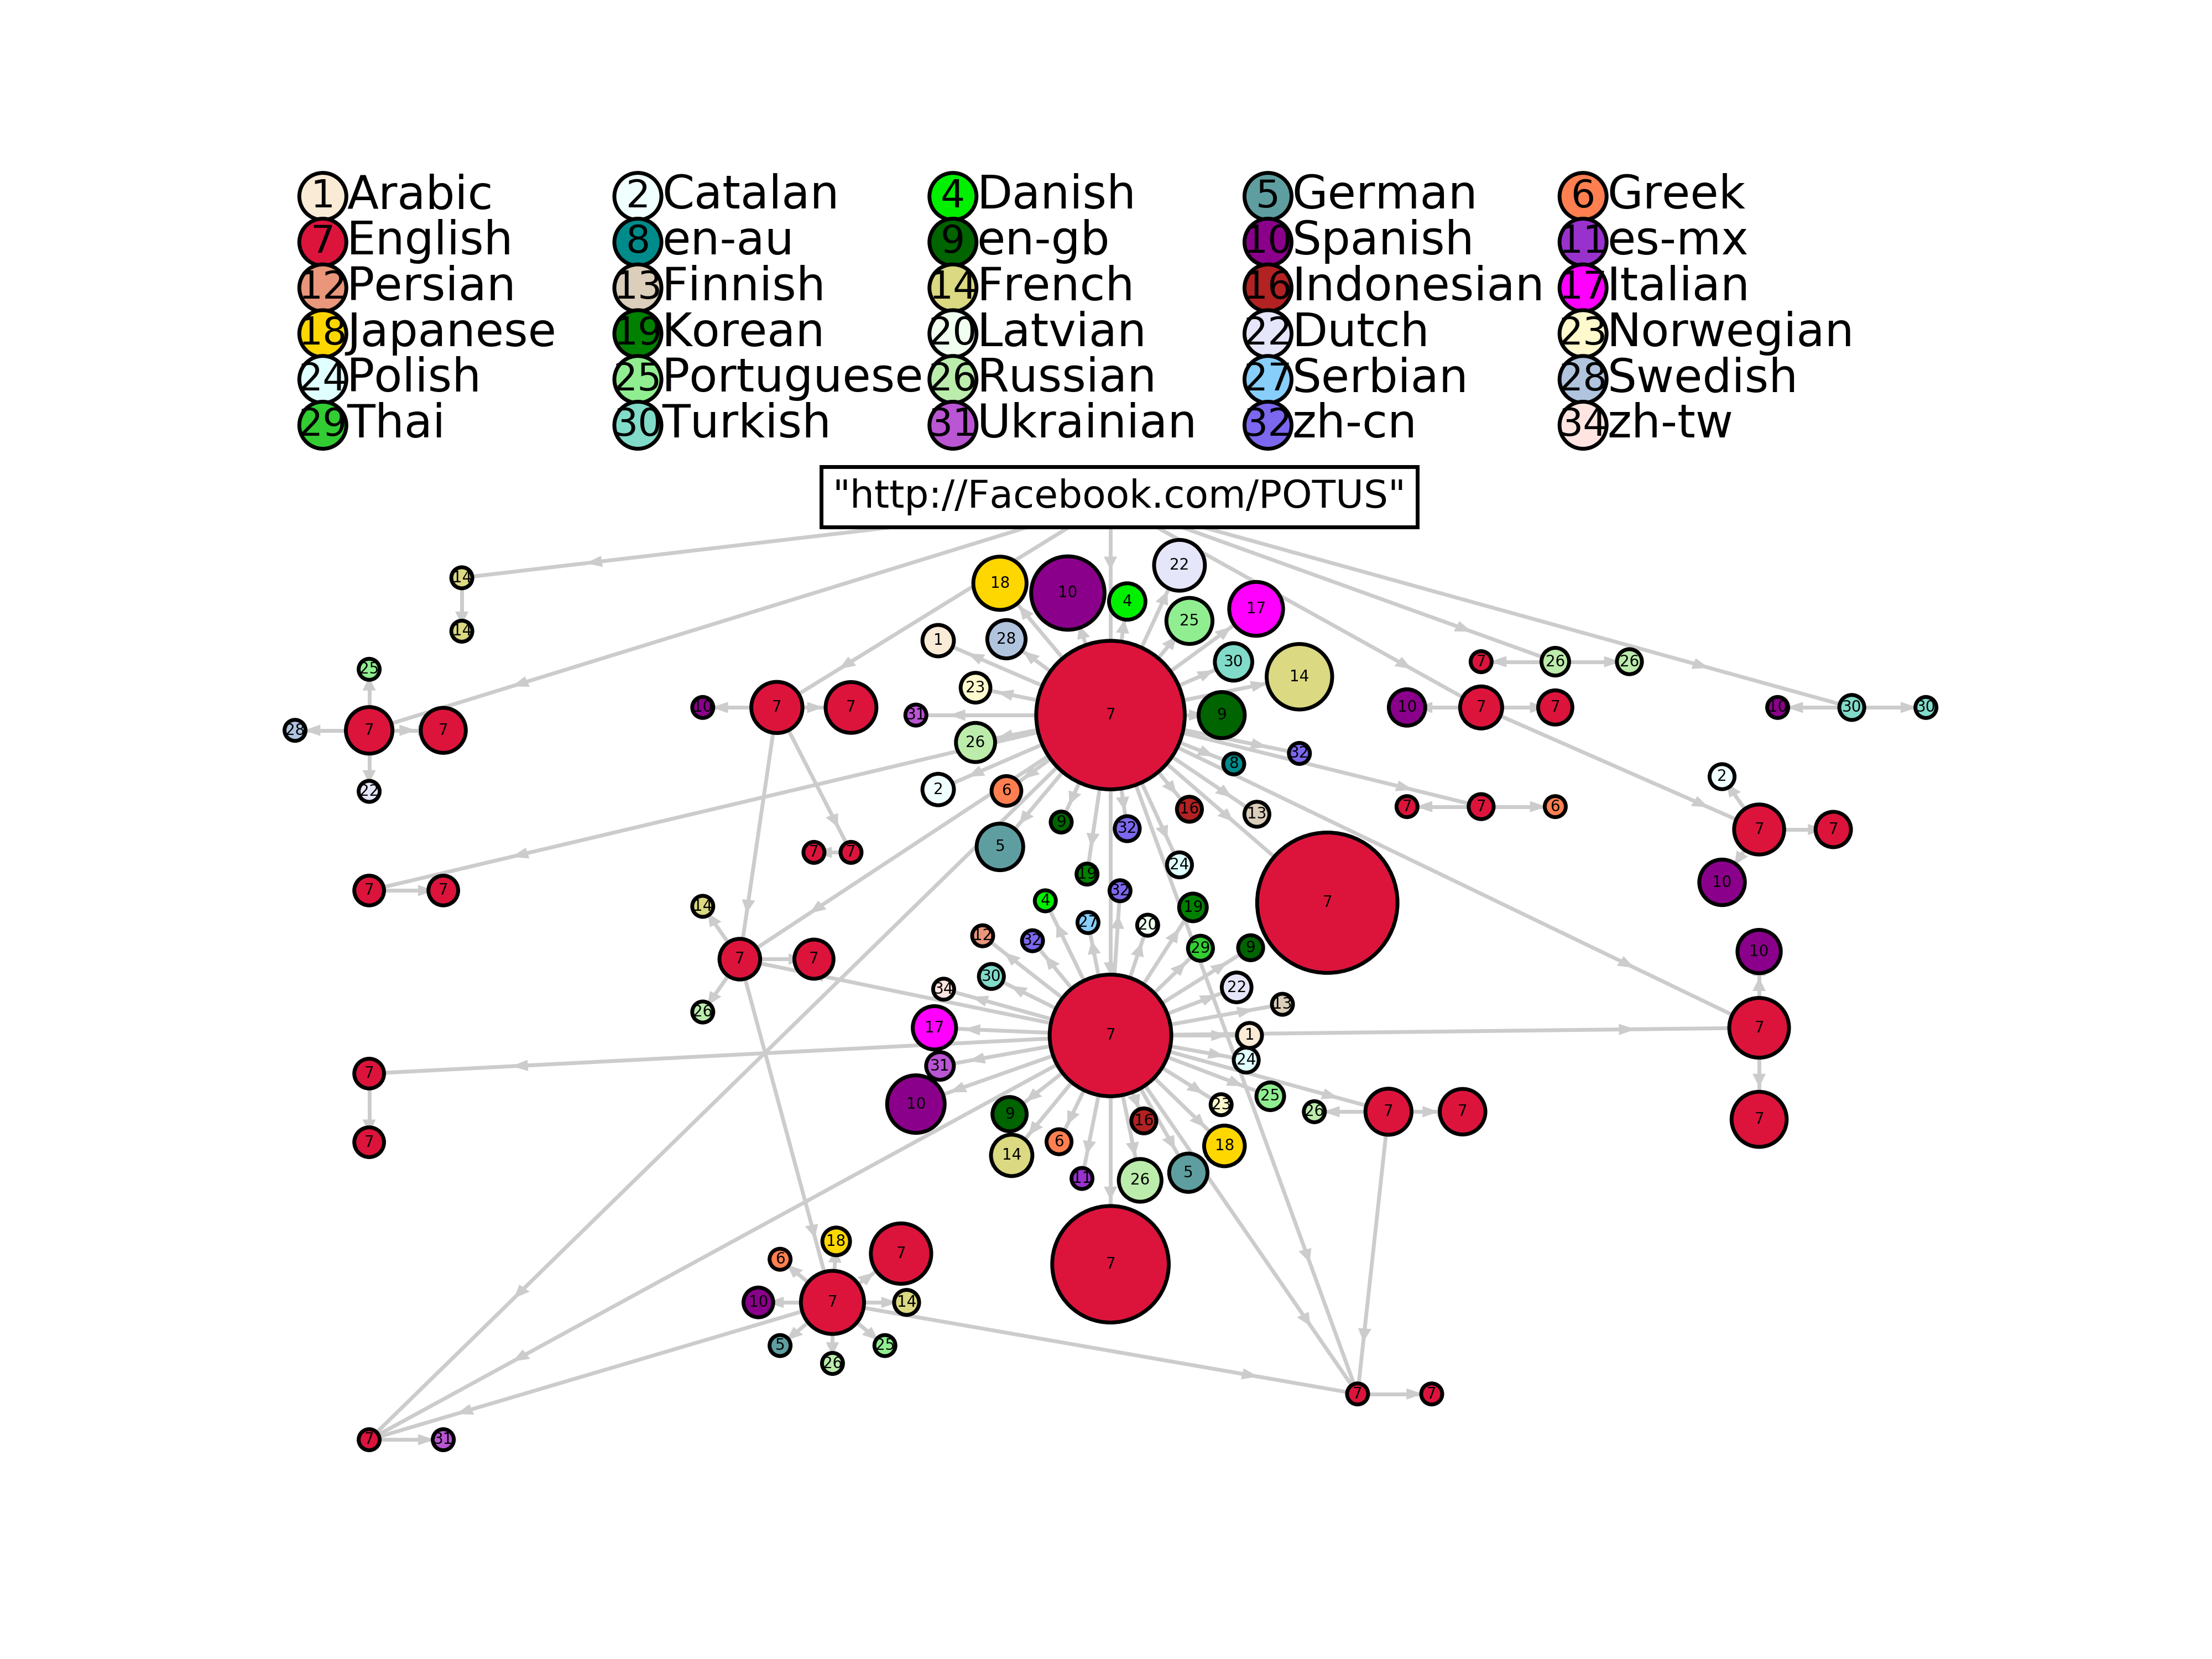 1 Arabic 2 Catalan 4 Danish 5 German 6 Greek
7 English 8 en-au 9 en-gb 10 Spanish 11 es-mx
12 Persian 13 Finnish 14 French 16 Indonesian 17 Italian
18 Japanese 19 Korean 20 Latvian 22 Dutch 23 Norwegian
24 Polish 25 Portuguese 26 Russian 27 Serbian 28 Swedish
29 Thai 30 Turkish 31 Ukrainian 32 zh-cn 34 zh-tw
"http://Facebook.com/POTUS"
22
14
18 10 4
17
25
14
1 28
30 7 26 26
25
14
23
10 7 7 10 7 7 10 30 30
31 7 9
28 7 7
26
32
8
2
22 2 6
7 7 6
16
13
9 32
7 7
5
7 7
24
19
10
7 7 32
4 7
14 19
27 20
12 32 29 9
10
7 7
30
22
34
13
26
17 7
7
1
24
31
7
25
10
23 26 7 7
9
7
16
14 6 18
7
5
11 26
18
7
6
7
10 7 14
5 25
26
7 7
7 31